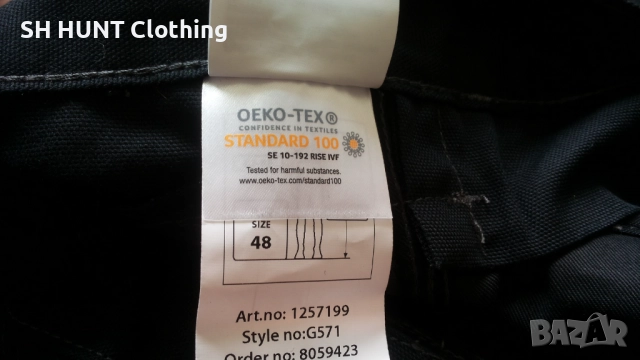 SH HUNT Clothing
OEKO-TEX®
CONFIDENCE IN TEXTILES
STANDARD 100
SE 10-192 RISE IVF
Tested for harmful substances.
www.oeko-tex.com/standard100
SIZE
48
Art.no: 1257199
Style no:G571
Order no: 8059423
BAZAR